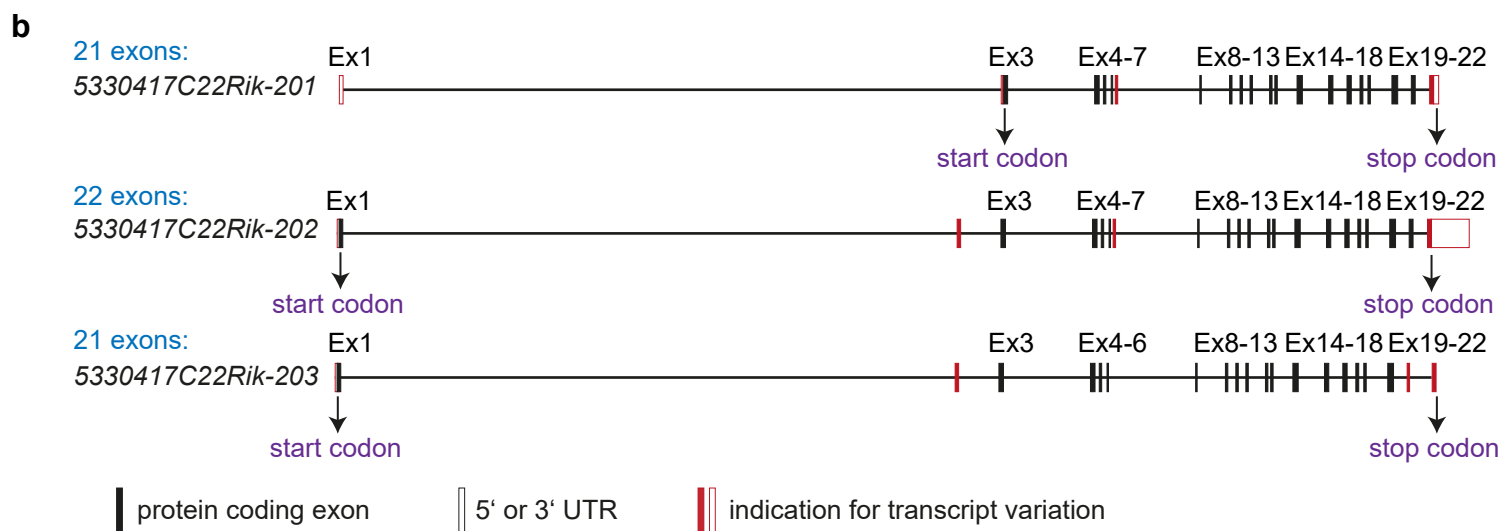 b
21 exons:
5330417C22Rik-201
Ex1 Ex3 Ex4-7 Ex8-13 Ex14-18 Ex19-22
start codon stop codon
22 exons:
5330417C22Rik-202
Ex1 Ex3 Ex4-7 Ex8-13 Ex14-18 Ex19-22
start codon stop codon
21 exons:
5330417C22Rik-203
Ex1 Ex3 Ex4-6 Ex8-13 Ex14-18 Ex19-22
start codon stop codon
protein coding exon 5‘ or 3‘ UTR indication for transcript variation